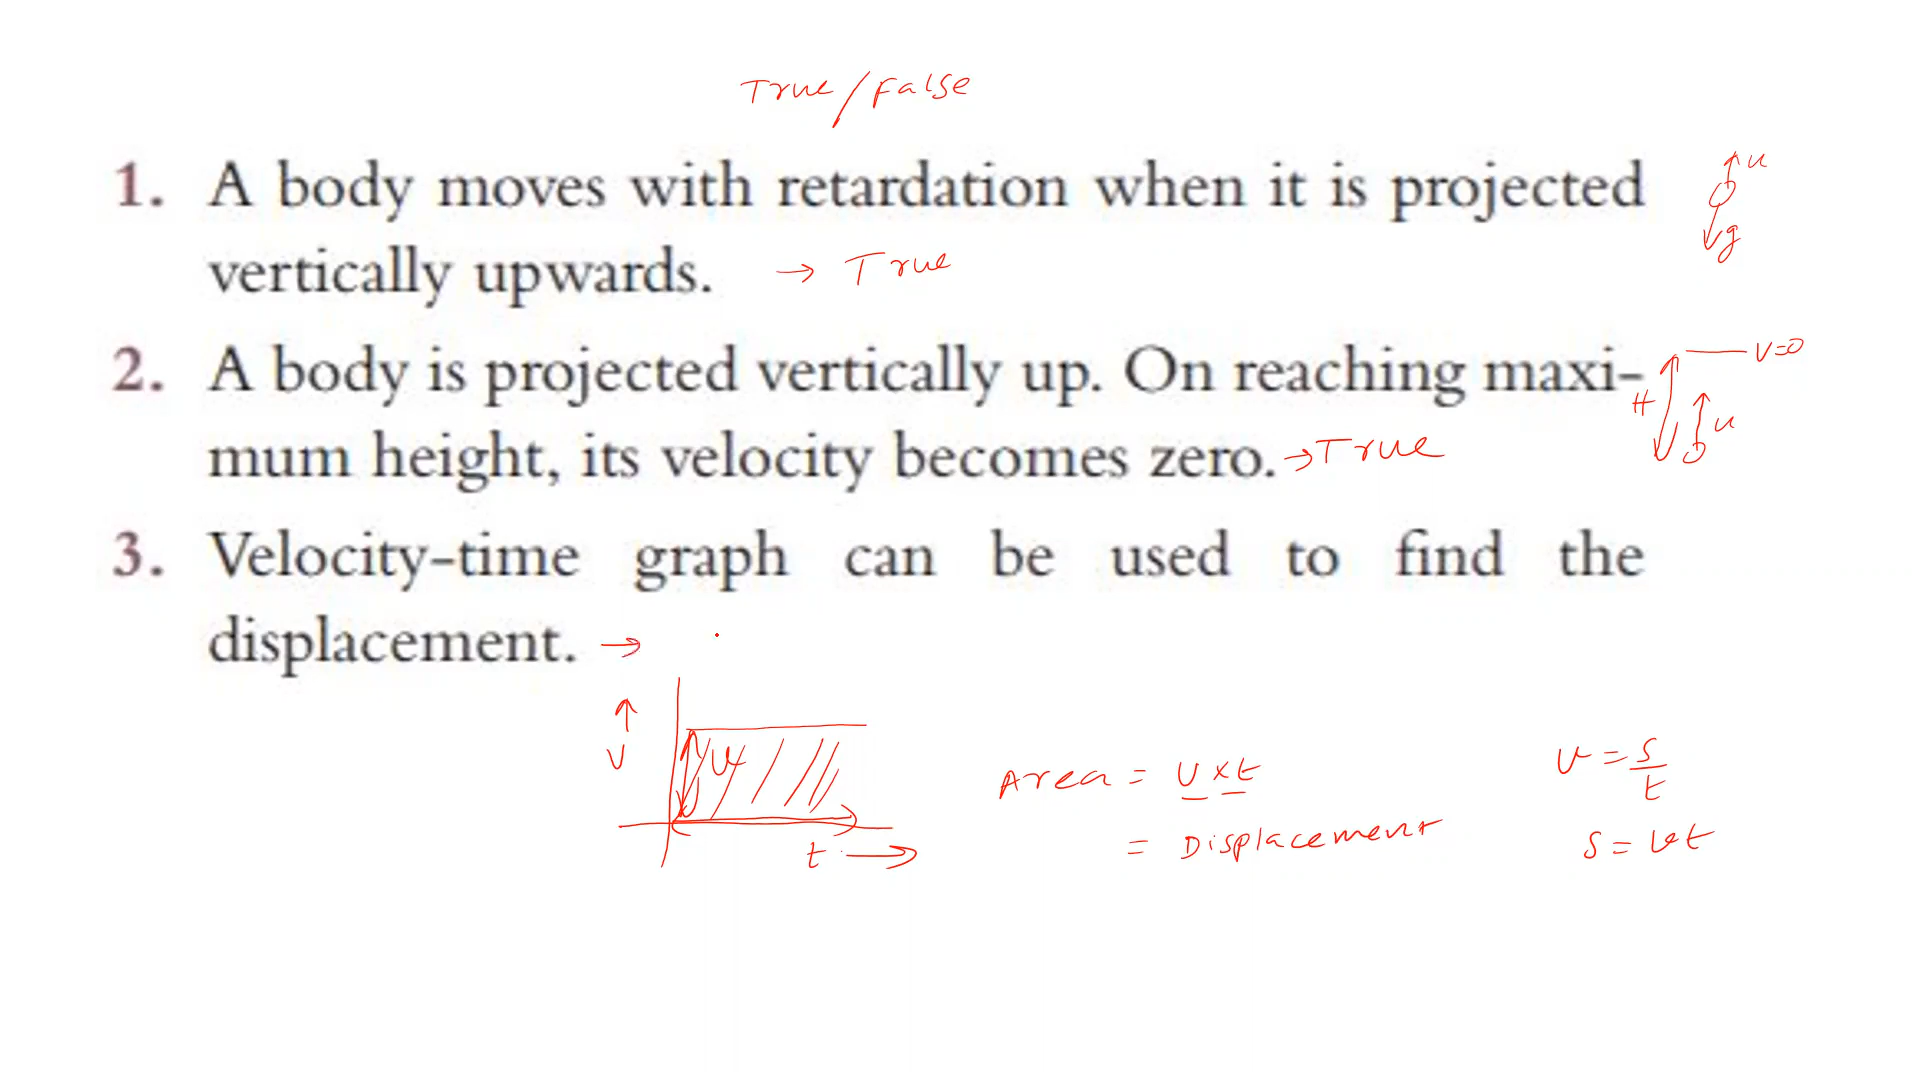 True/False
1. A body moves with retardation when it is projected
vertically upwards. → True
u
g
2. A body is projected vertically up. On reaching maxi-
mum height, its velocity becomes zero. → True
V=0
H
u
3. Velocity-time graph can be used to find the
displacement. →
V
v
t
Area = v × t
= Displacement
v = s/t
s = vt